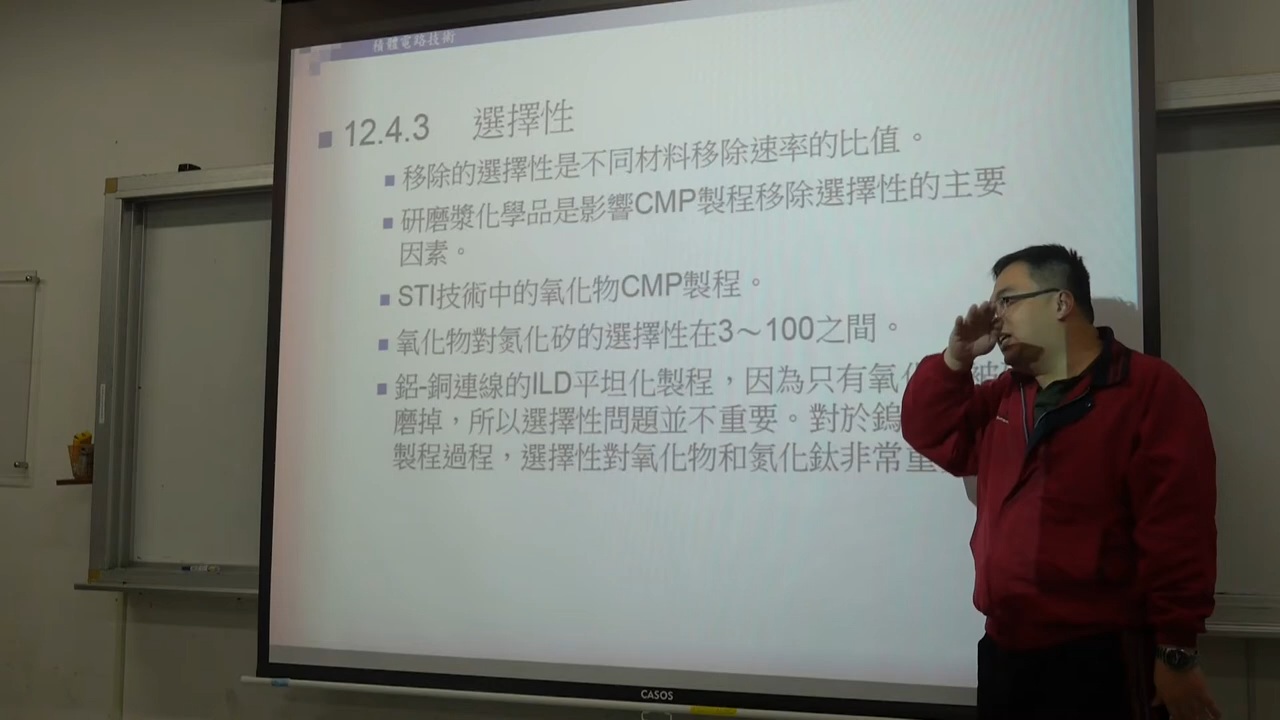 積體電路技術
12.4.3 選擇性
移除的選擇性是不同材料移除速率的比值。
研磨漿化學品是影響CMP製程移除選擇性的主要
因素。
STI技術中的氧化物CMP製程。
氧化物對氮化矽的選擇性在3～100之間。
鋁-銅連線的ILD平坦化製程，因為只有氧
磨掉，所以選擇性問題並不重要。對於鎢
製程過程，選擇性對氧化物和氮化鈦非常重
CASOS